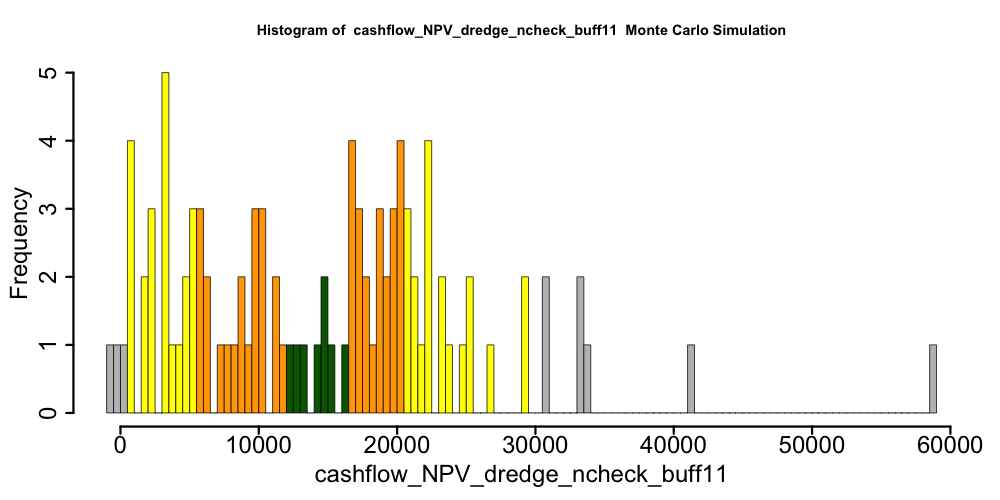 Histogram of cashflow_NPV_dredge_ncheck_buff11 Monte Carlo Simulation
Frequency
5
4
3
2
1
0
0 10000 20000 30000 40000 50000 60000
cashflow_NPV_dredge_ncheck_buff11